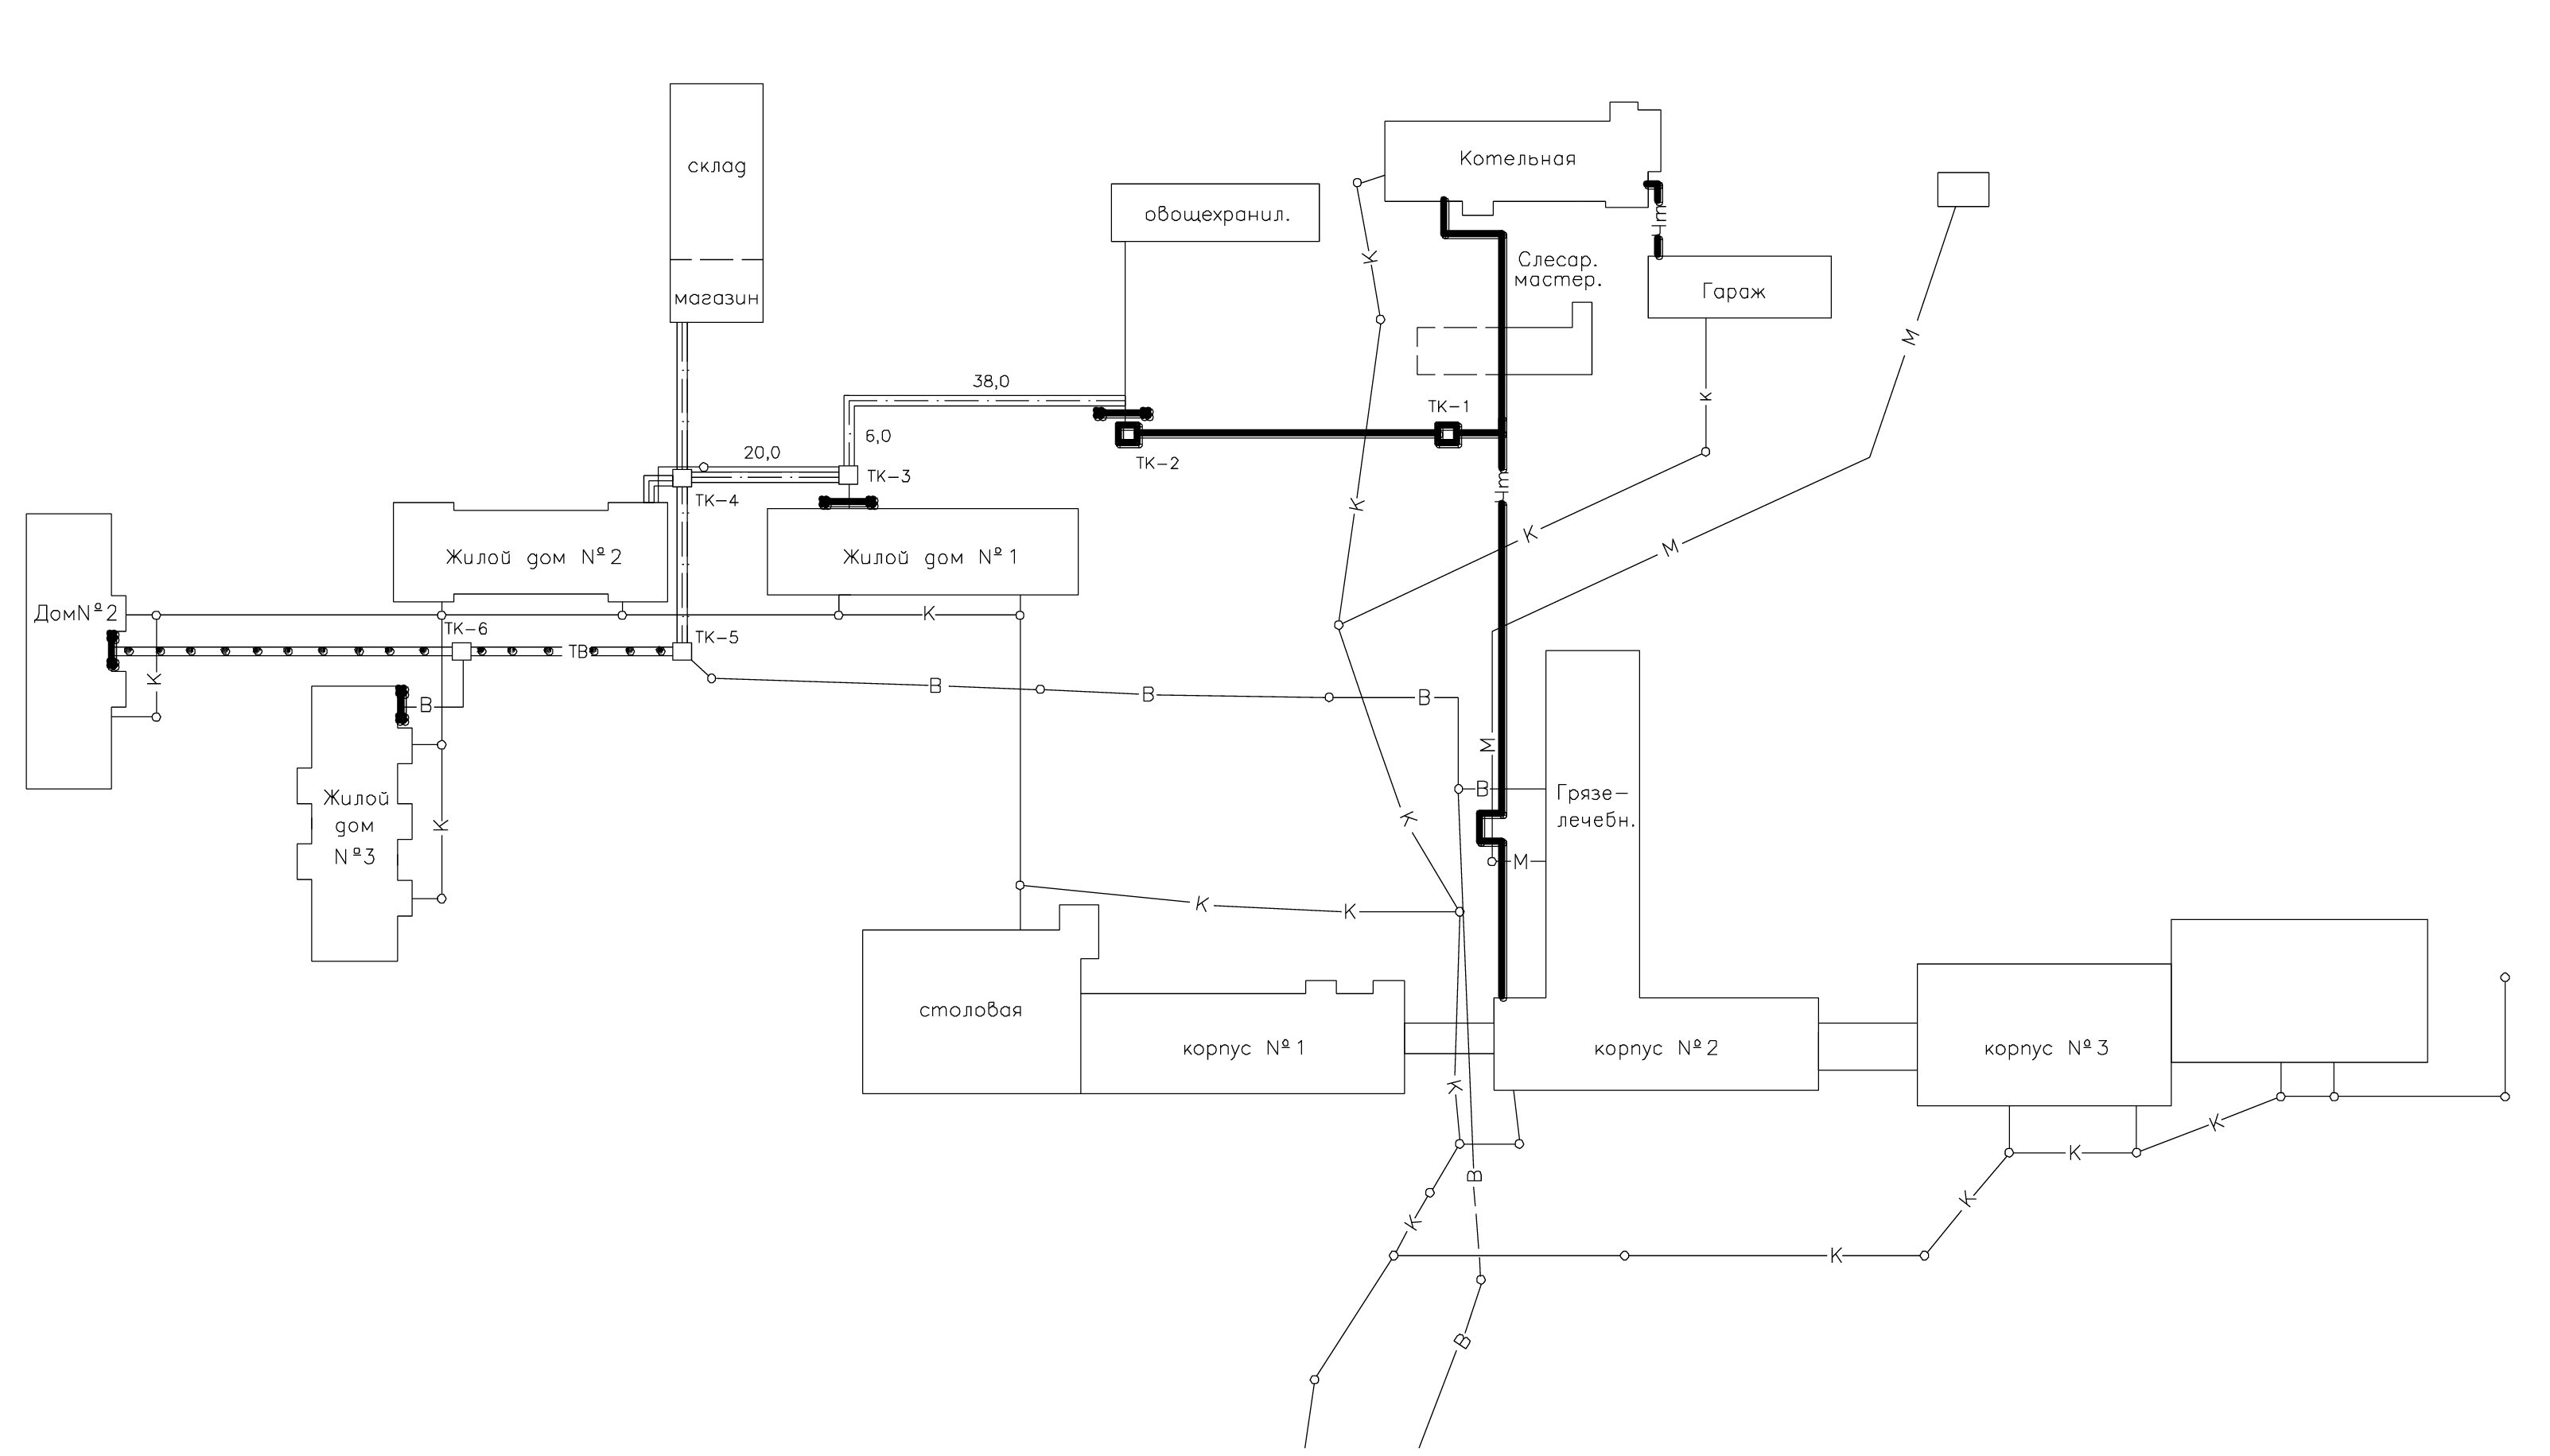 склад
Котельная
овощехранил.
Слесар.
мастер.
Гараж
магазин
Т
К
М
38,0
К
ТК-1
6,0
20,0
ТК-2
ТК-3
Т
ТК-4
К
К
М
Жилой дом №2
Жилой дом №1
Дом№2
К
ТК-6
ТК-5
ТВ
К
В
В
В
В
М
В
Жилой
дом
№3
Грязе-
лечебн.
К
К
М
К
К
столовая
корпус №1
корпус №2
корпус №3
К
К
К
В
К
К
К
В